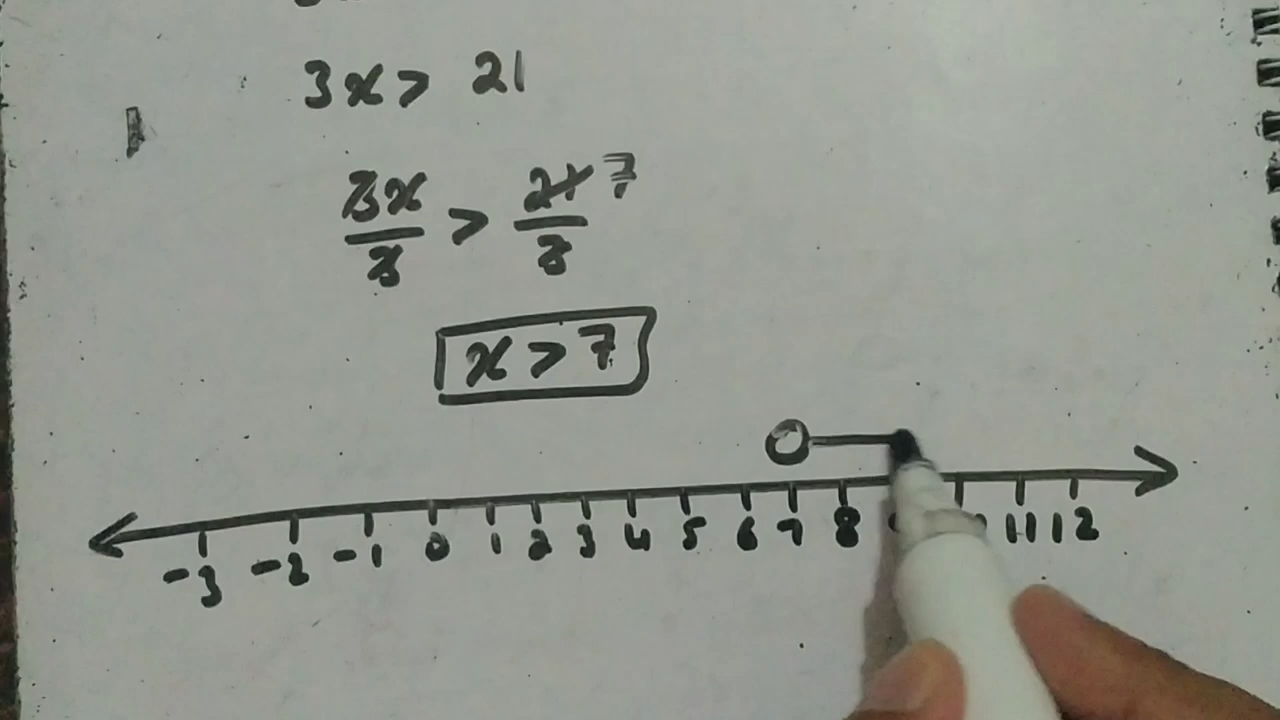 3x > 21
3x/3 > 21/3 7
x > 7
-3 -2 -1 0 1 2 3 4 5 6 7 8 11 12